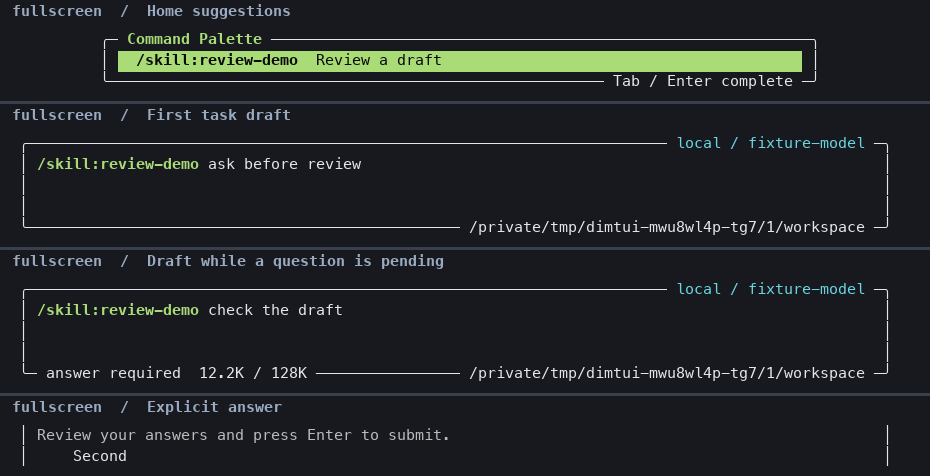 fullscreen / Home suggestions
Command Palette
/skill:review-demo Review a draft
Tab / Enter complete
fullscreen / First task draft
local / fixture-model
/skill:review-demo ask before review
/private/tmp/dimtui-mwu8wl4p-tg7/1/workspace
fullscreen / Draft while a question is pending
local / fixture-model
/skill:review-demo check the draft
answer required 12.2K / 128K /private/tmp/dimtui-mwu8wl4p-tg7/1/workspace
fullscreen / Explicit answer
Review your answers and press Enter to submit.
Second